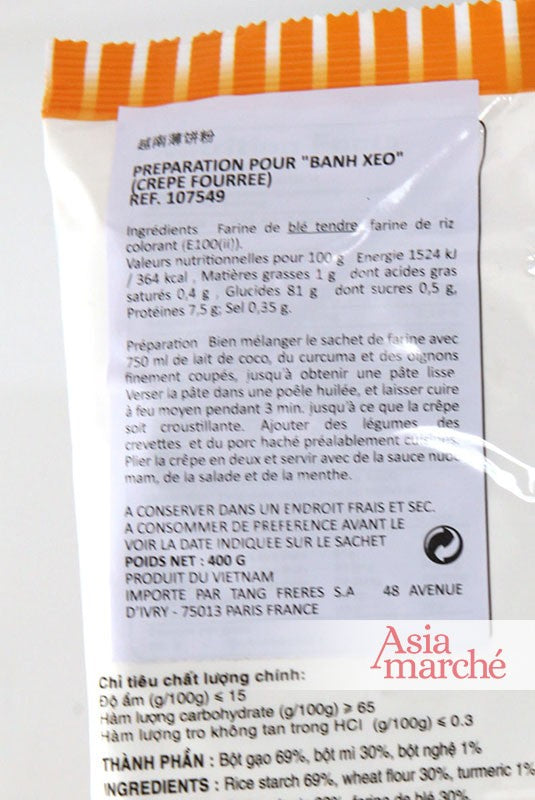 越南薄饼粉
PREPARATION POUR "BANH XEO"
(CREPE FOURREE)
REF. 107549
Ingrédients Farine de blé tendre, farine de riz
colorant (E100(ii)).
Valeurs nutritionnelles pour 100 g Energie 1524 kJ
/ 364 kcal , Matières grasses 1 g dont acides gras
saturés 0,4 g , Glucides 81 g dont sucres 0,5 g,
Protéines 7,5 g; Sel 0,35 g.
Préparation Bien mélanger le sachet de farine avec
750 ml de lait de coco, du curcuma et des oignons
finement coupés, jusqu'à obtenir une pâte lisse
Verser la pâte dans une poêle huilée, et laisser cuire
à feu moyen pendant 3 min. jusqu'à ce que la crêpe
soit croustillante. Ajouter des légumes des
crevettes et du porc haché préalablement
Plier la crêpe en deux et servir avec de la sauce
mam, de la salade et de la menthe.
A CONSERVER DANS UN ENDROIT FRAIS ET SEC.
A CONSOMMER DE PREFERENCE AVANT LE
VOIR LA DATE INDIQUEE SUR LE SACHET
POIDS NET : 400 G
PRODUIT DU VIETNAM
IMPORTE PAR TANG FRERES S.A 48 AVENUE
D'IVRY - 75013 PARIS FRANCE
Asia
marché
Chỉ tiêu chất lượng chính:
Độ ẩm (g/100g) ≤ 15
Hàm lượng carbohydrate (g/100g) ≥ 65
Hàm lượng tro không tan trong HCl (g/100g) ≤ 0.3
THÀNH PHẦN : Bột gạo 69%, bột mì 30%, bột nghệ 1%
INGREDIENTS : Rice starch 69%, wheat flour 30%, turmeric 1%
farine de blé 30%